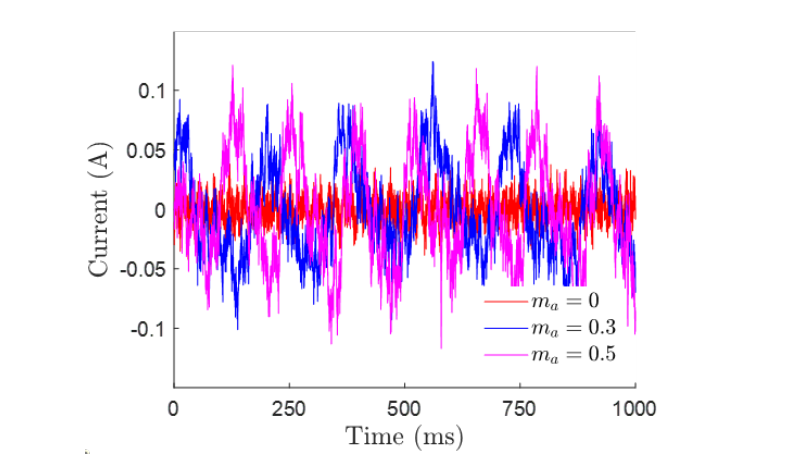 0.1
0.05
0
-0.05
-0.1
Current (A)
m_a = 0
m_a = 0.3
m_a = 0.5
0 250 500 750 1000
Time (ms)